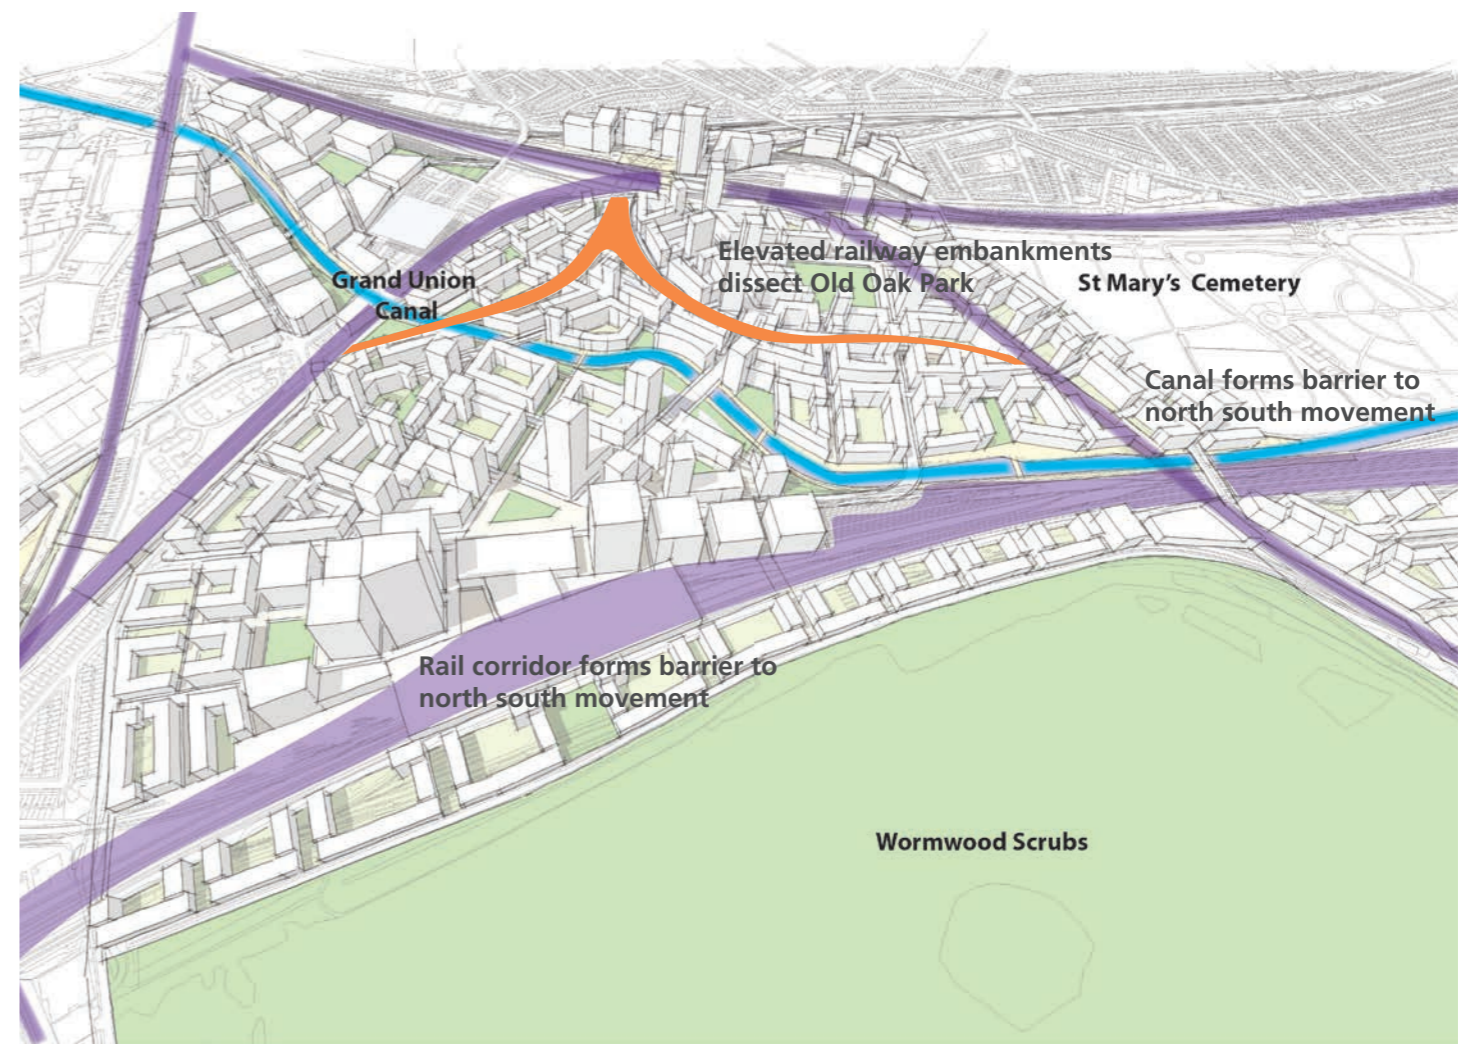 Elevated railway embankments
dissect Old Oak Park
Grand Union
Canal
St Mary's  Cemetery
Canal forms barrier to
north south movement
Rail corridor forms barrier to
north south movement
Wormwood Scrubs